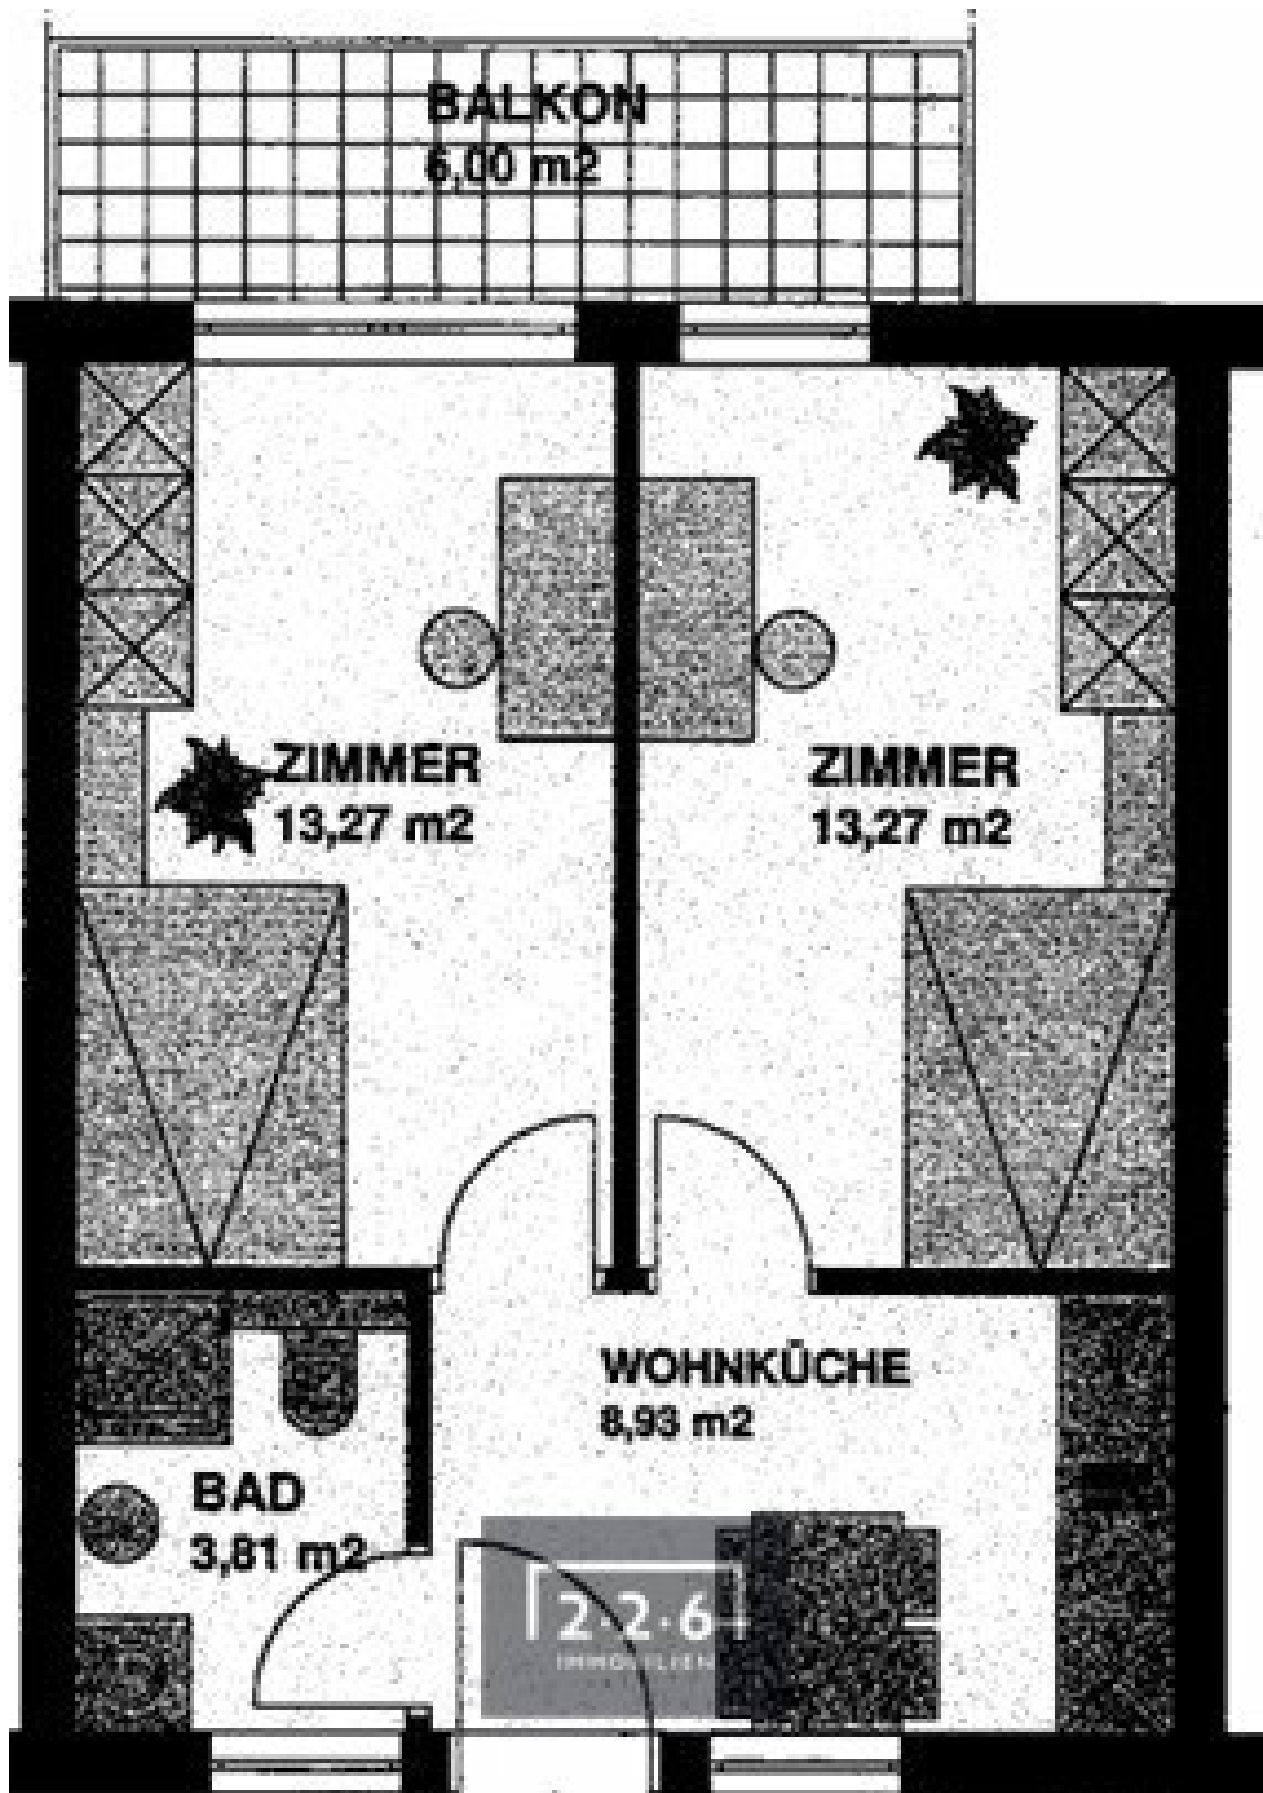 BALKON
6,00 m2
ZIMMER
13,27 m2
ZIMMER
13,27 m2
WOHNKÜCHE
8,93 m2
BAD
3,81 m2
2·2·6
IMMOBILIEN